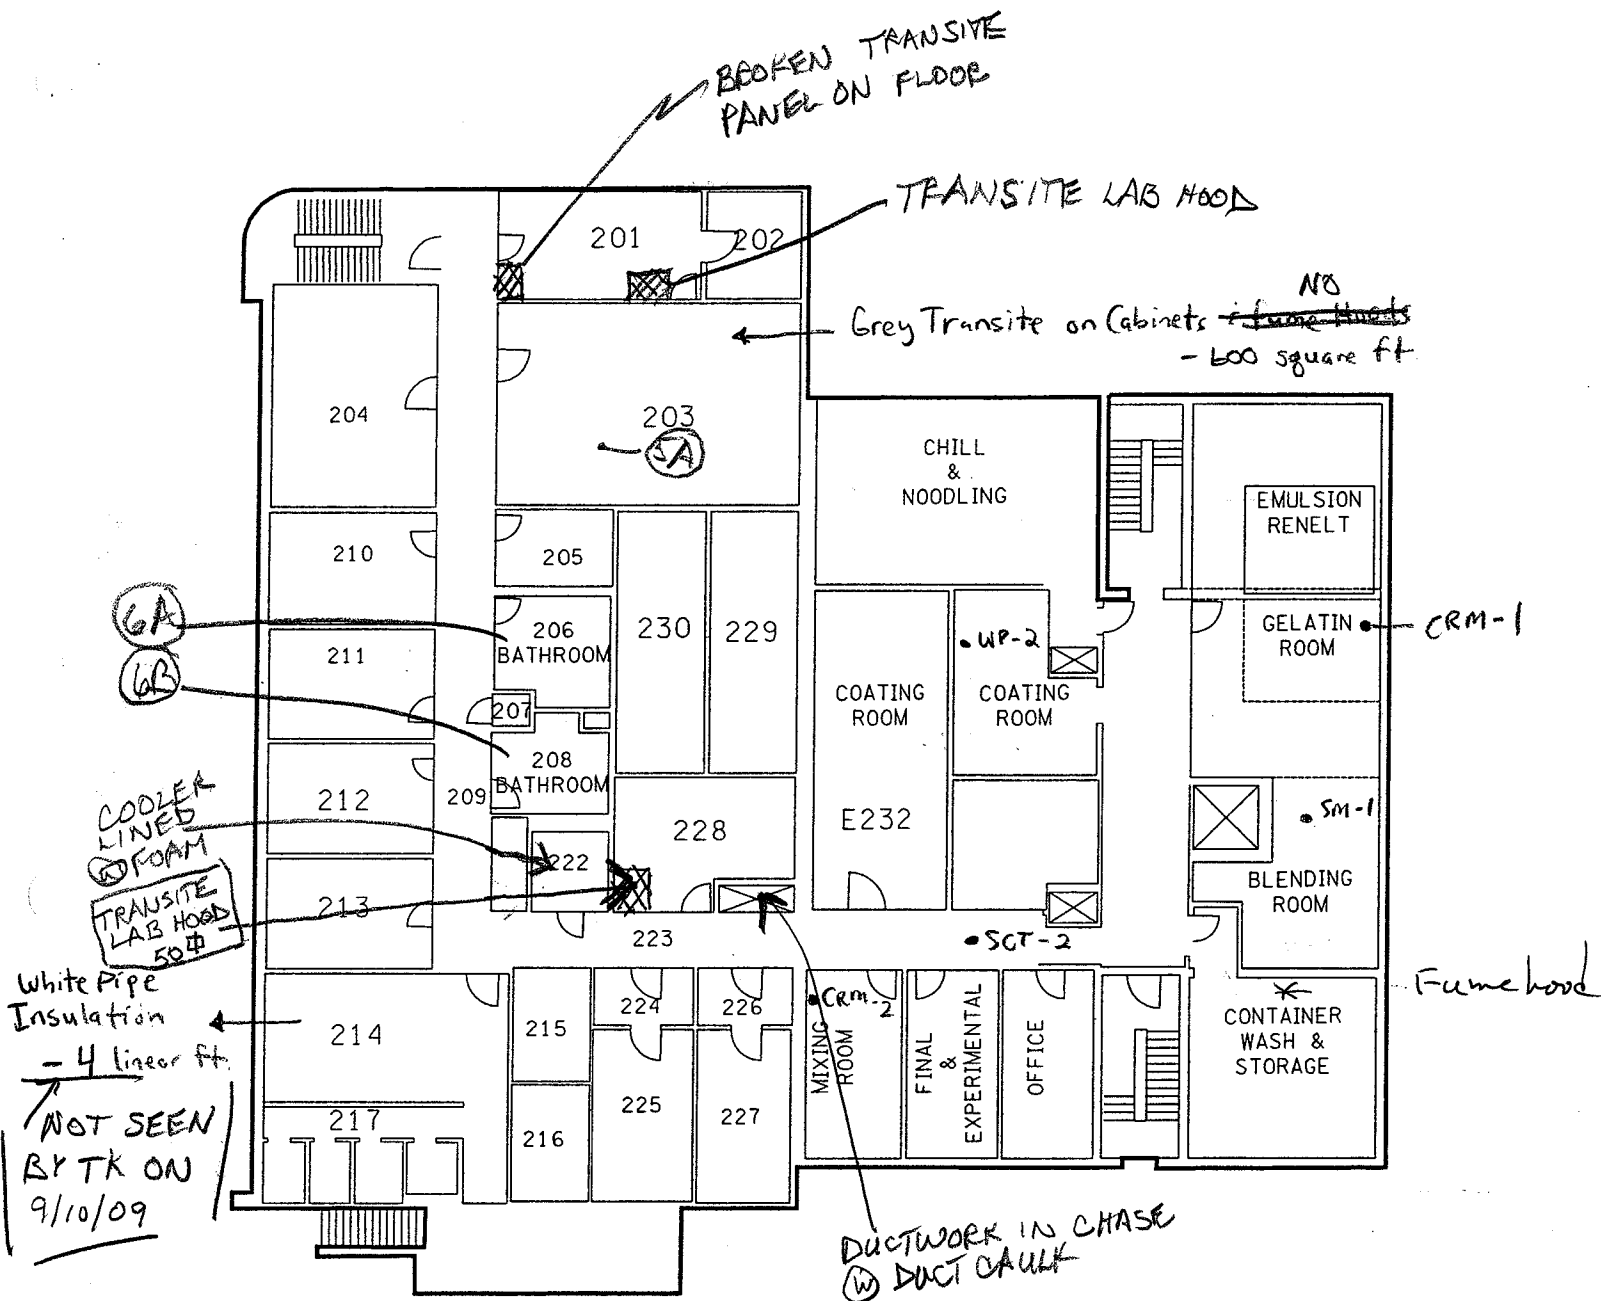 BROKEN TRANSITE
PANEL ON FLOOR
TRANSITE LAB HOOD
201
202
NO
Grey Transite on Cabinets & fume Hoods
- 600 square ft
204
203
5A
CHILL
&
NOODLING
EMULSION
RENELT
210
205
6A
206
BATHROOM
230
229
WP-2
GELATIN
ROOM
CRM-1
211
6B
207
COATING
ROOM
COATING
ROOM
208
BATHROOM
COOLER
LINED
W FOAM
212
209
228
E232
SM-1
222
TRANSITE
LAB HOOD
50
213
BLENDING
ROOM
223
SCT-2
White Pipe
Insulation
- 4 linear ft.
NOT SEEN
BY TK ON
9/10/09
214
215
224
226
CRM-2
MIXING
ROOM
FINAL
&
EXPERIMENTAL
OFFICE
Fume hood
CONTAINER
WASH &
STORAGE
217
216
225
227
DUCTWORK IN CHASE
W DUCT CAULK